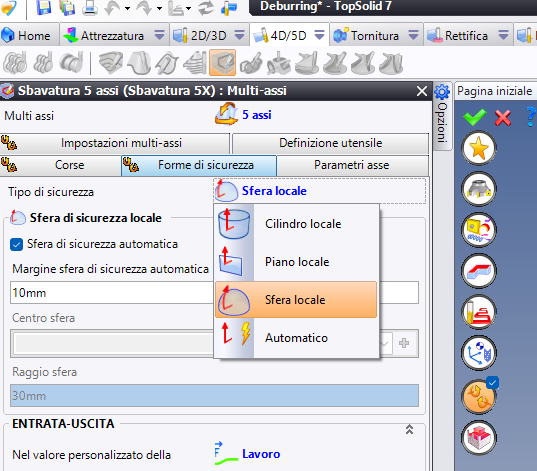 Deburring* - TopSolid 7
Home Attrezzatura 2D/3D 4D/5D Tornitura Rettifica
Sbavatura 5 assi (Sbavatura 5X) : Multi-assi
Opzioni
Pagina iniziale
Multi assi 5 assi
Impostazioni multi-assi Definizione utensile
Corse Forme di sicurezza Parametri asse
Tipo di sicurezza Sfera locale
Sfera di sicurezza locale
Cilindro locale
Sfera di sicurezza automatica
Piano locale
Margine sfera di sicurezza automatica
10mm
Sfera locale
Centro sfera
Automatico
Raggio sfera
30mm
ENTRATA-USCITA
Nel valore personalizzato della F Lavoro